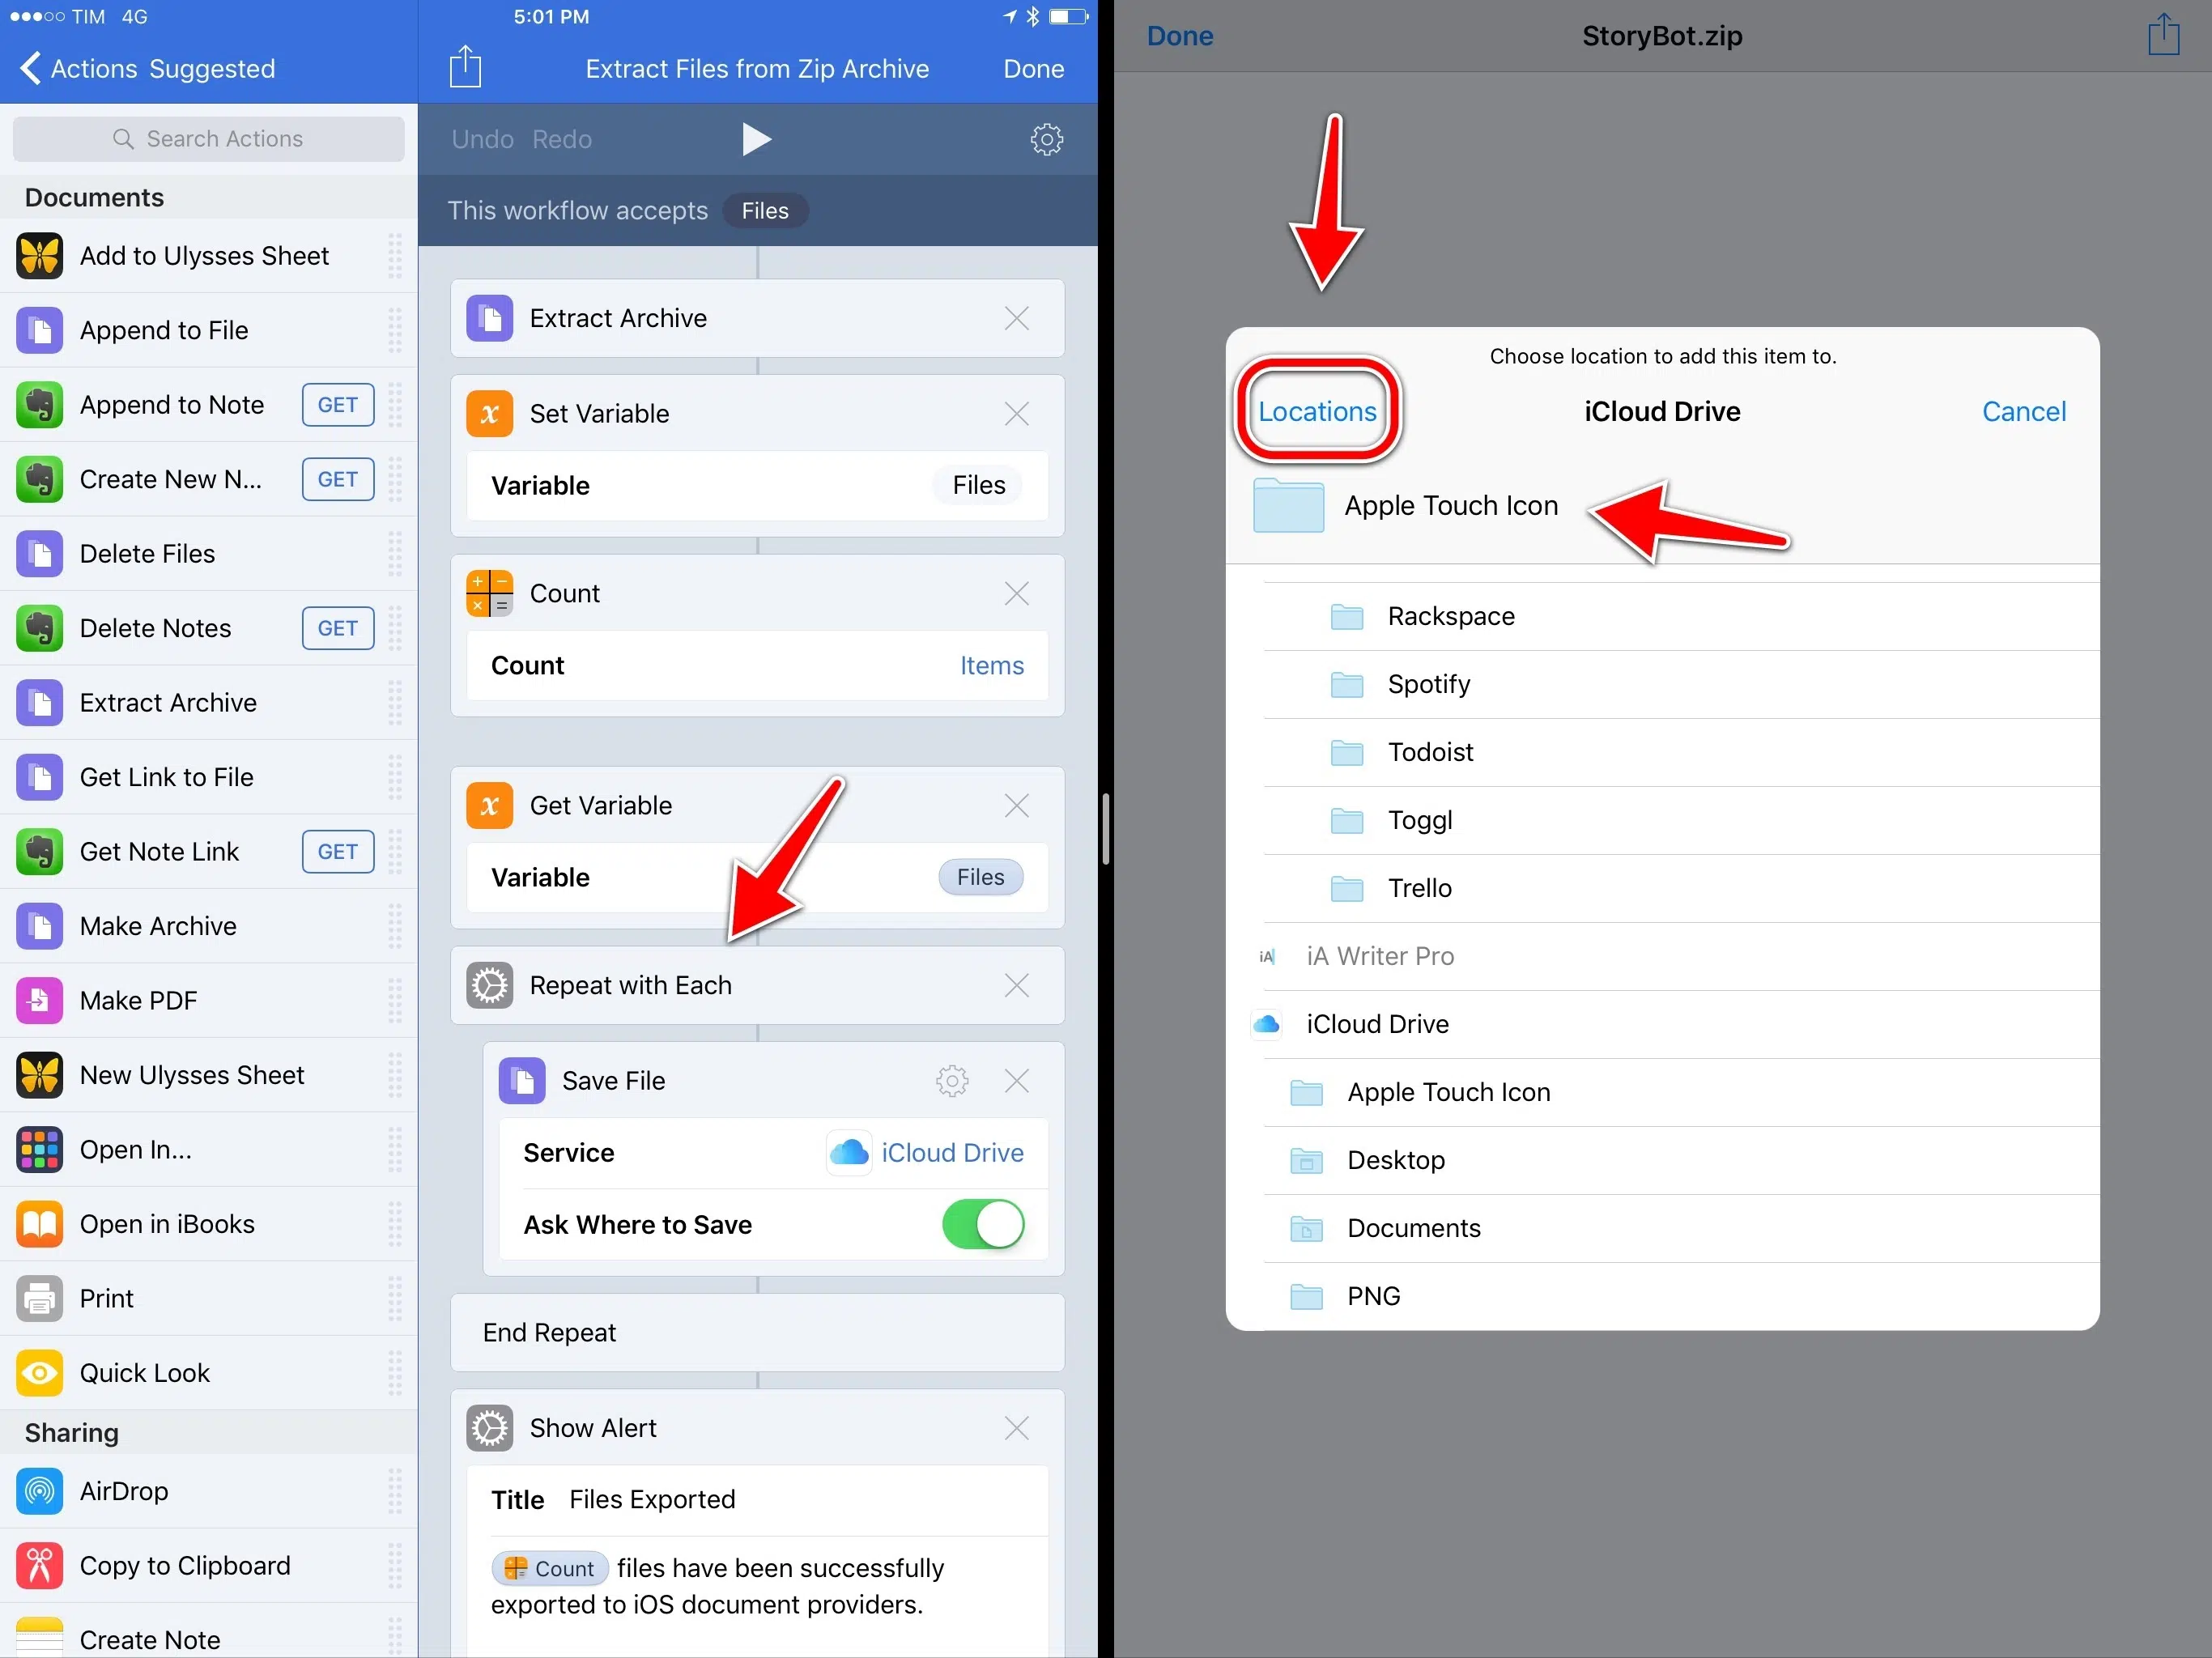 TIM 4G
5:01 PM
Actions Suggested
Extract Files from Zip Archive
Done
Search Actions
Documents
Add to Ulysses Sheet
Append to File
Append to Note GET
Create New N... GET
Delete Files
Delete Notes GET
Extract Archive
Get Link to File
Get Note Link GET
Make Archive
Make PDF
New Ulysses Sheet
Open In...
Open in iBooks
Print
Quick Look
Sharing
AirDrop
Copy to Clipboard
Create Note
Undo Redo
This workflow accepts Files
Extract Archive
x Set Variable
Variable Files
Count
Count Items
x Get Variable
Variable Files
Repeat with Each
Save File
Service iCloud Drive
Ask Where to Save
End Repeat
Show Alert
Title Files Exported
Count files have been successfully
exported to iOS document providers.
Done StoryBot.zip
Choose location to add this item to.
Locations iCloud Drive Cancel
Apple Touch Icon
Rackspace
Spotify
Todoist
Toggl
Trello
iA iA Writer Pro
iCloud Drive
Apple Touch Icon
Desktop
Documents
PNG